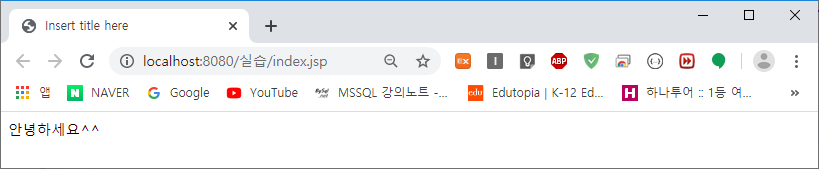 Insert title here
localhost:8080/실습/index.jsp
앱 NAVER Google YouTube MSSQL 강의노트 -... edu Edutopia | K-12 Ed... H 하나투어 :: 1등 여...
안녕하세요^^